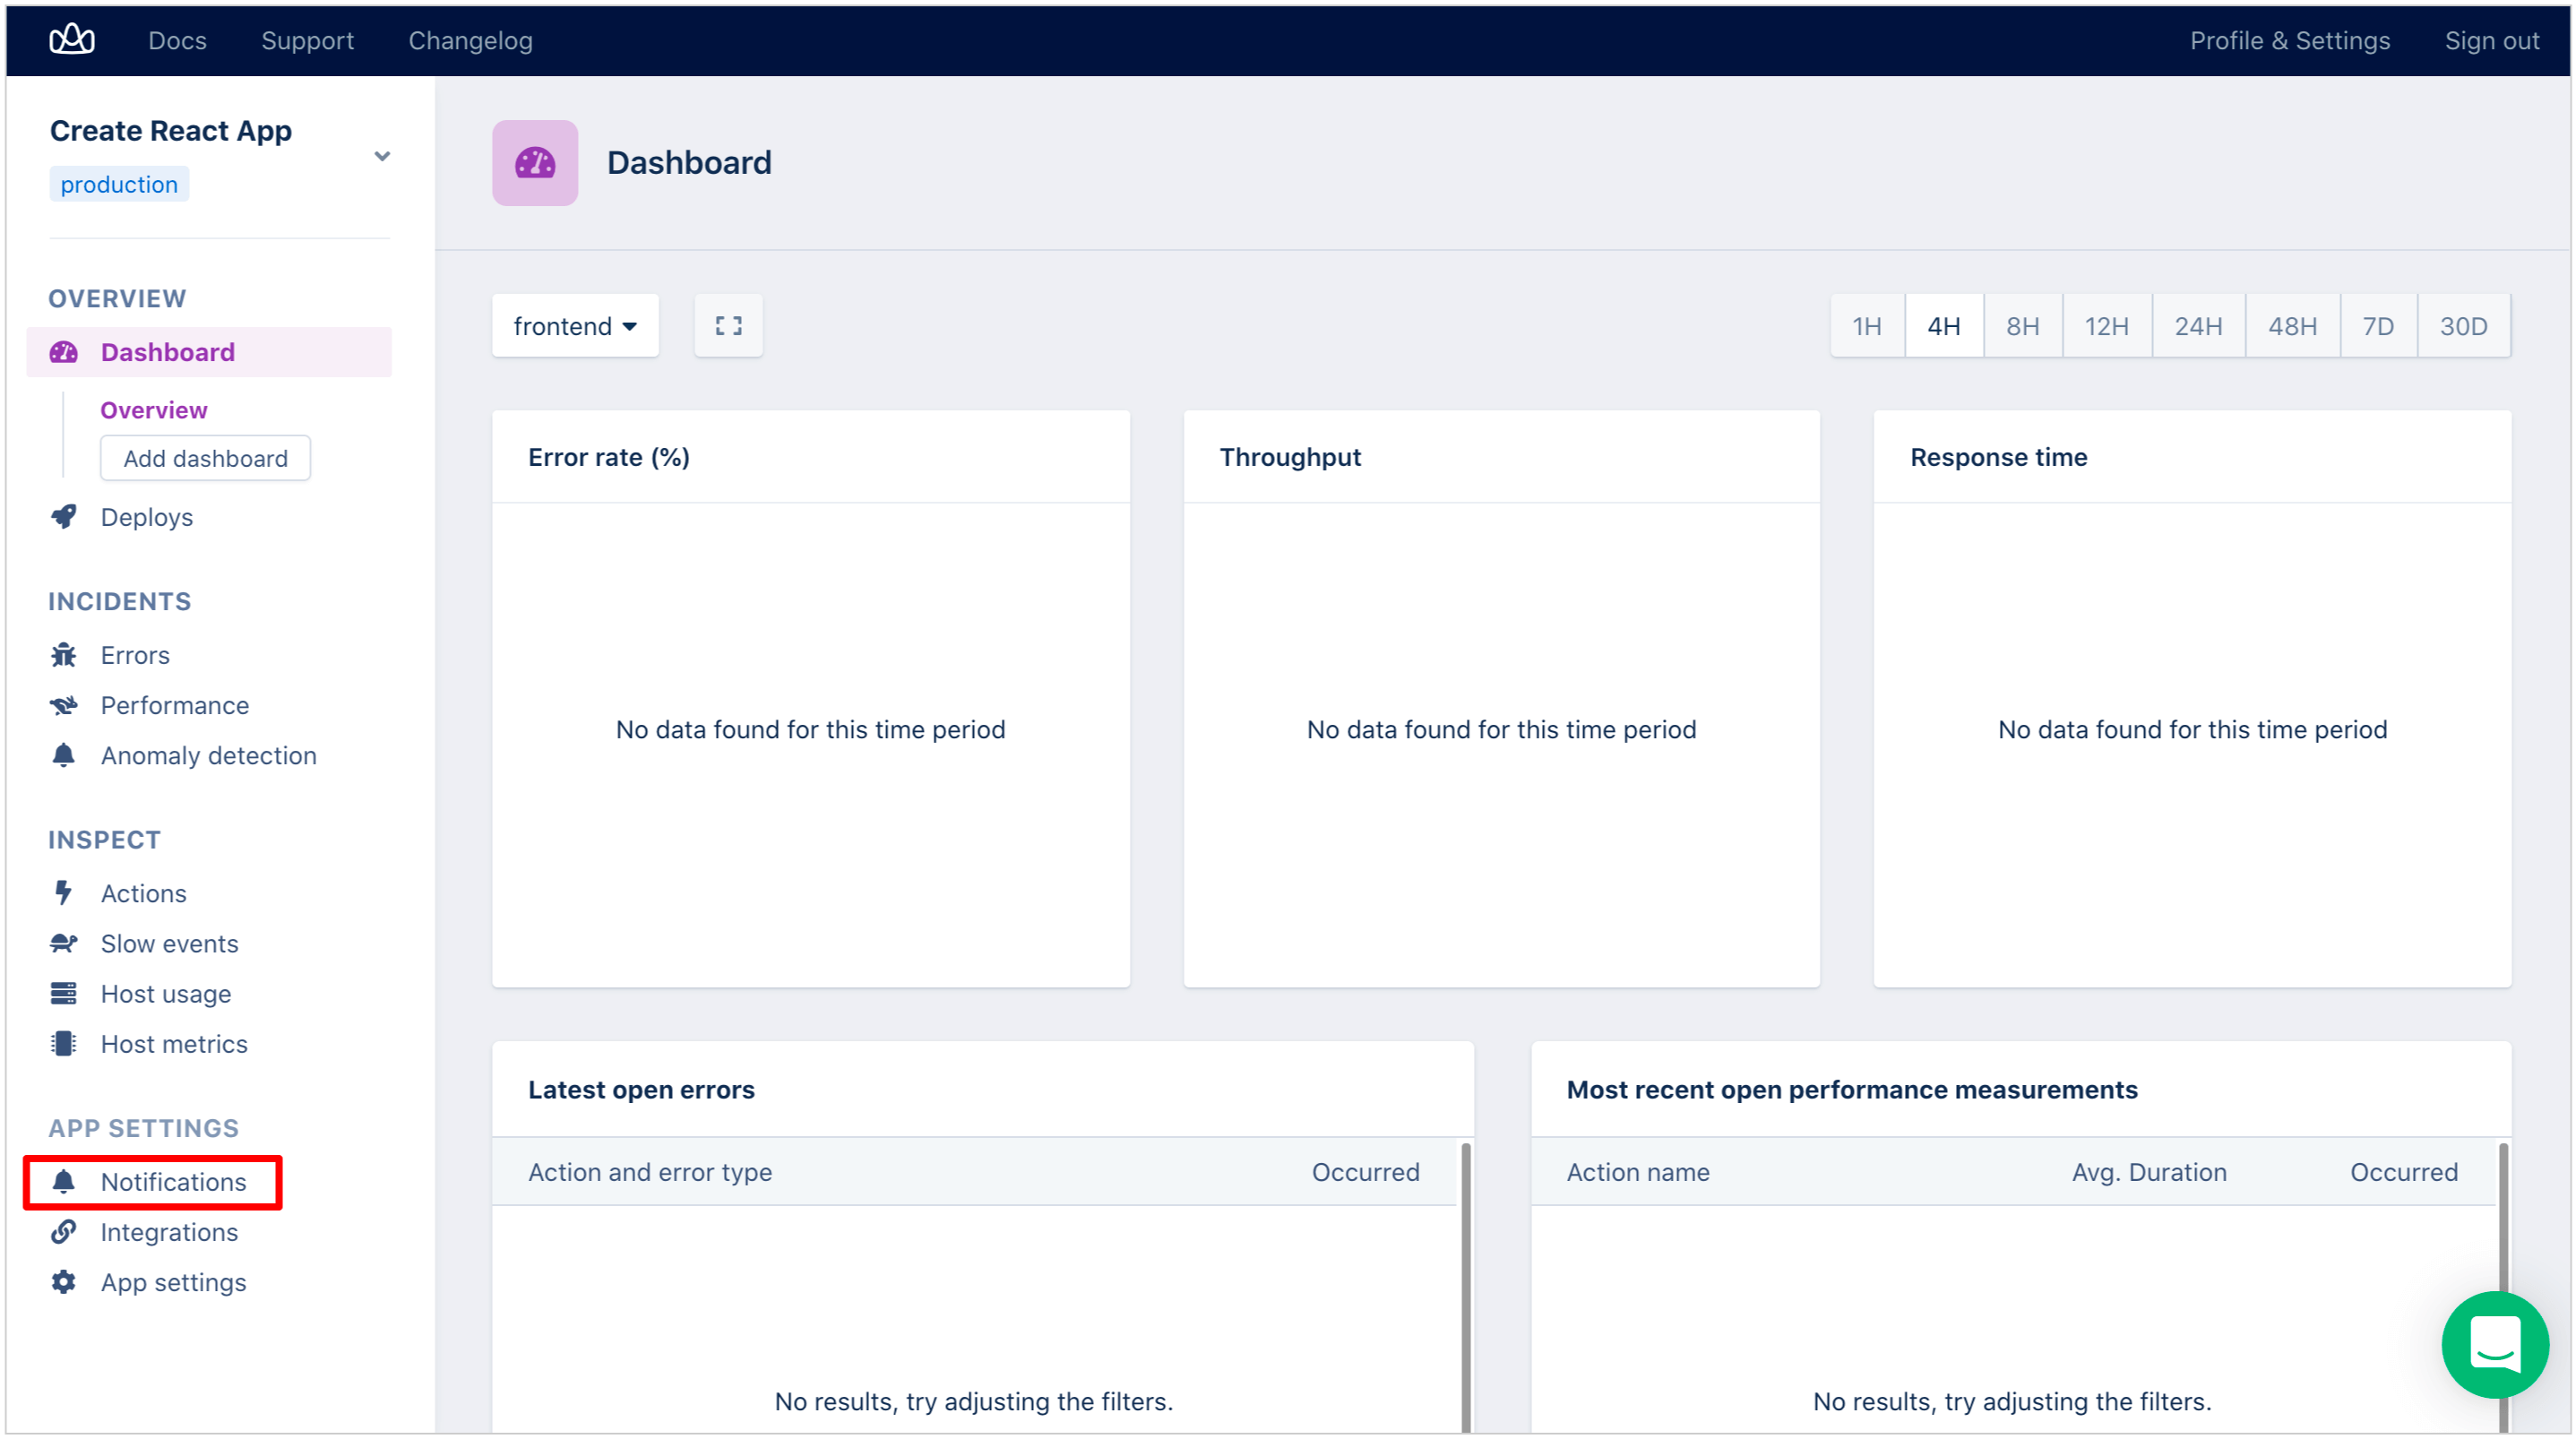 Docs Support Changelog Profile & Settings Sign out
Create React App
production
OVERVIEW
Dashboard
Overview
Add dashboard
Deploys
INCIDENTS
Errors
Performance
Anomaly detection
INSPECT
Actions
Slow events
Host usage
Host metrics
APP SETTINGS
Notifications
Integrations
App settings
Dashboard
frontend 1H 4H 8H 12H 24H 48H 7D 30D
Error rate (%)
No data found for this time period
Throughput
No data found for this time period
Response time
No data found for this time period
Latest open errors
Action and error type Occurred
No results, try adjusting the filters.
Most recent open performance measurements
Action name Avg. Duration Occurred
No results, try adjusting the filters.